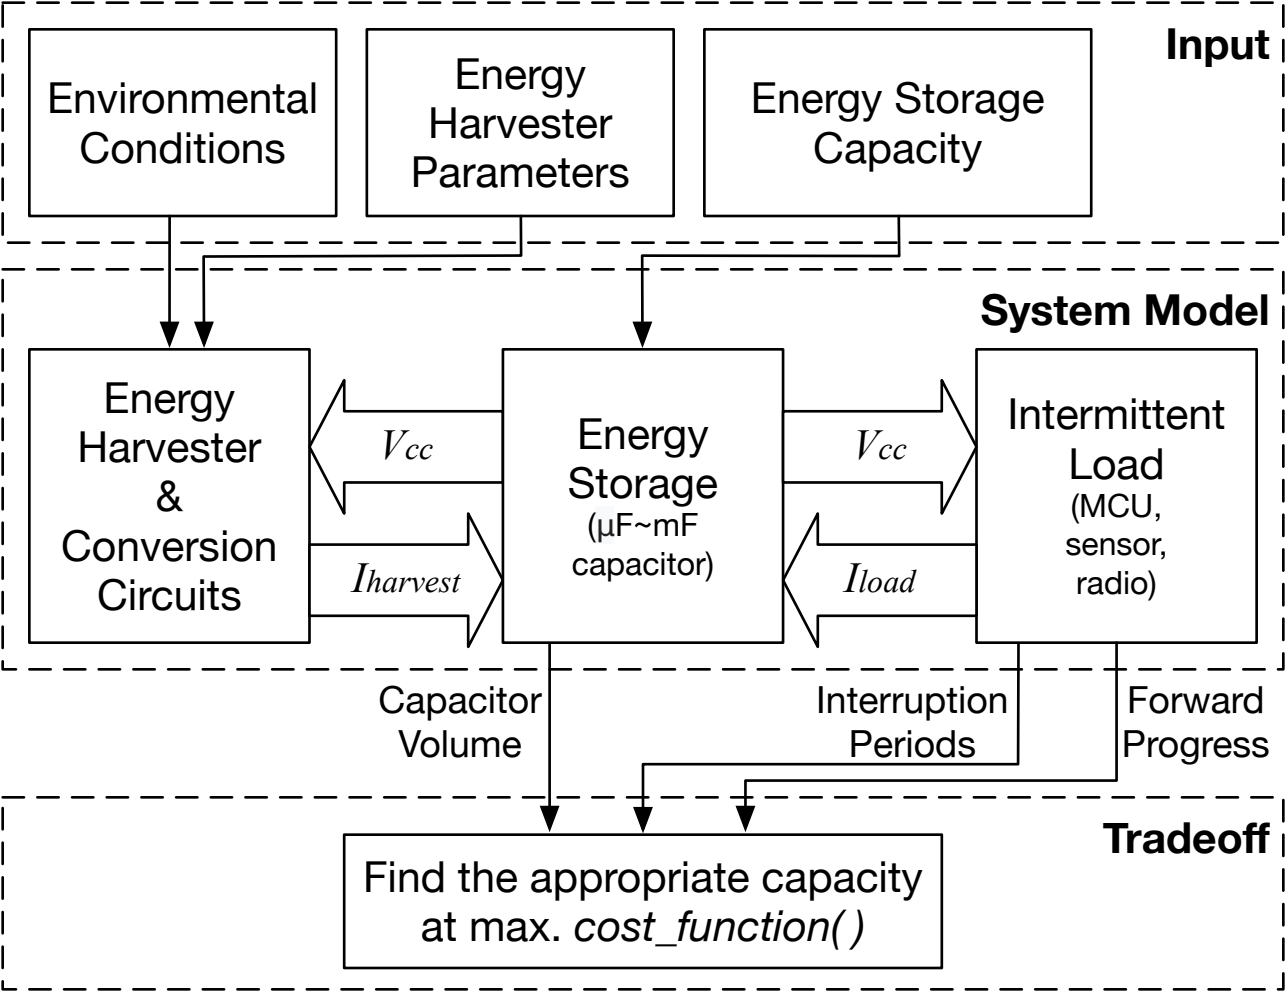 Input
Environmental
Conditions
Energy
Harvester
Parameters
Energy Storage
Capacity
System Model
Energy
Harvester
&
Conversion
Circuits
Vcc
Iharvest
Energy
Storage
(µF~mF
capacitor)
Vcc
Iload
Intermittent
Load
(MCU,
sensor,
radio)
Capacitor
Volume
Interruption
Periods
Forward
Progress
Tradeoff
Find the appropriate capacity
at max. cost_function()